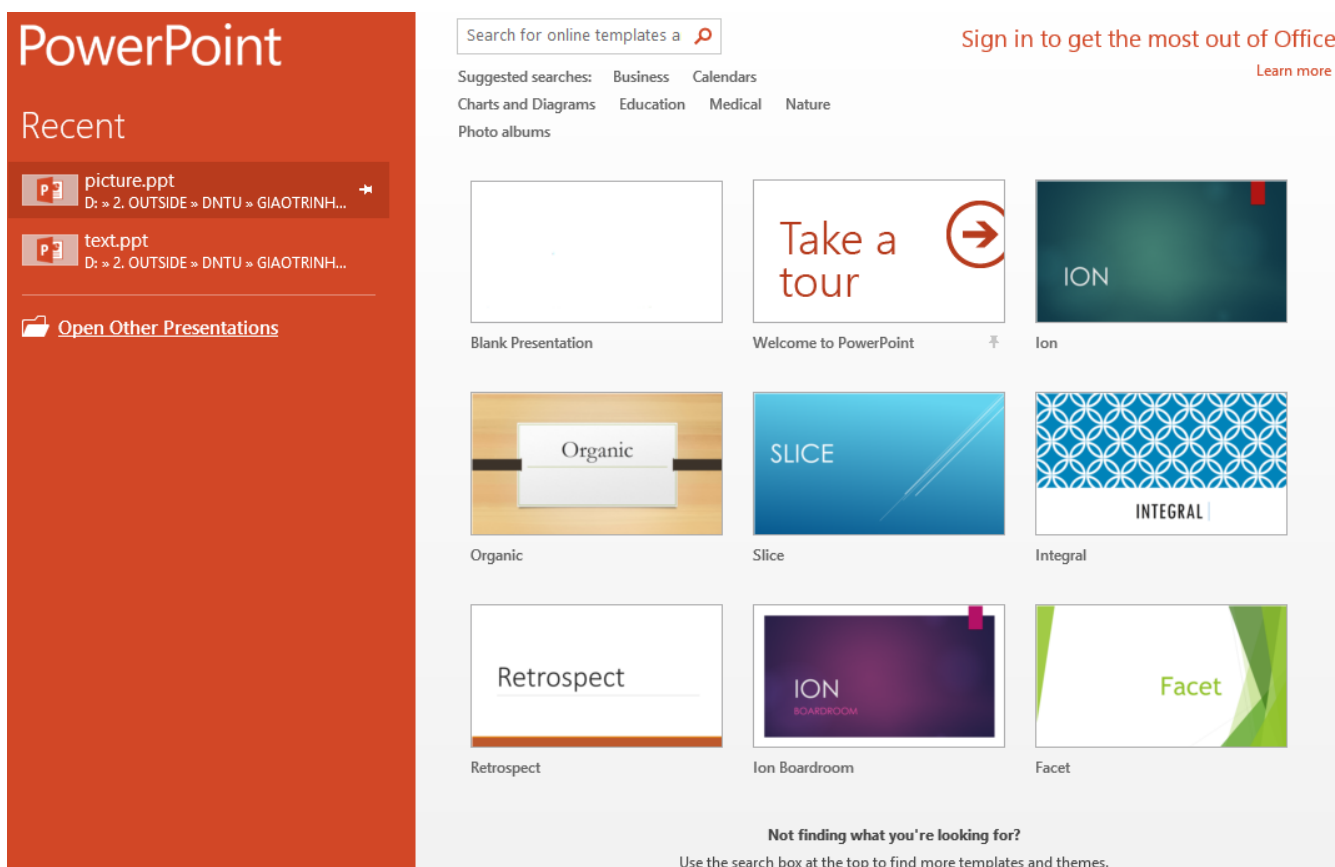 PowerPoint
Recent
picture.ppt
D: » 2. OUTSIDE » DNTU » GIAOTRINH...
text.ppt
D: » 2. OUTSIDE » DNTU » GIAOTRINH...
Open Other Presentations
Search for online templates a
Sign in to get the most out of Office
Learn more
Suggested searches: Business Calendars
Charts and Diagrams Education Medical Nature
Photo albums
Take a
tour
ION
Blank Presentation
Welcome to PowerPoint
Ion
Organic
SLICE
INTEGRAL
Organic
Slice
Integral
Retrospect
ION
BOARDROOM
Facet
Retrospect
Ion Boardroom
Facet
Not finding what you're looking for?
Use the search box at the top to find more templates and themes.